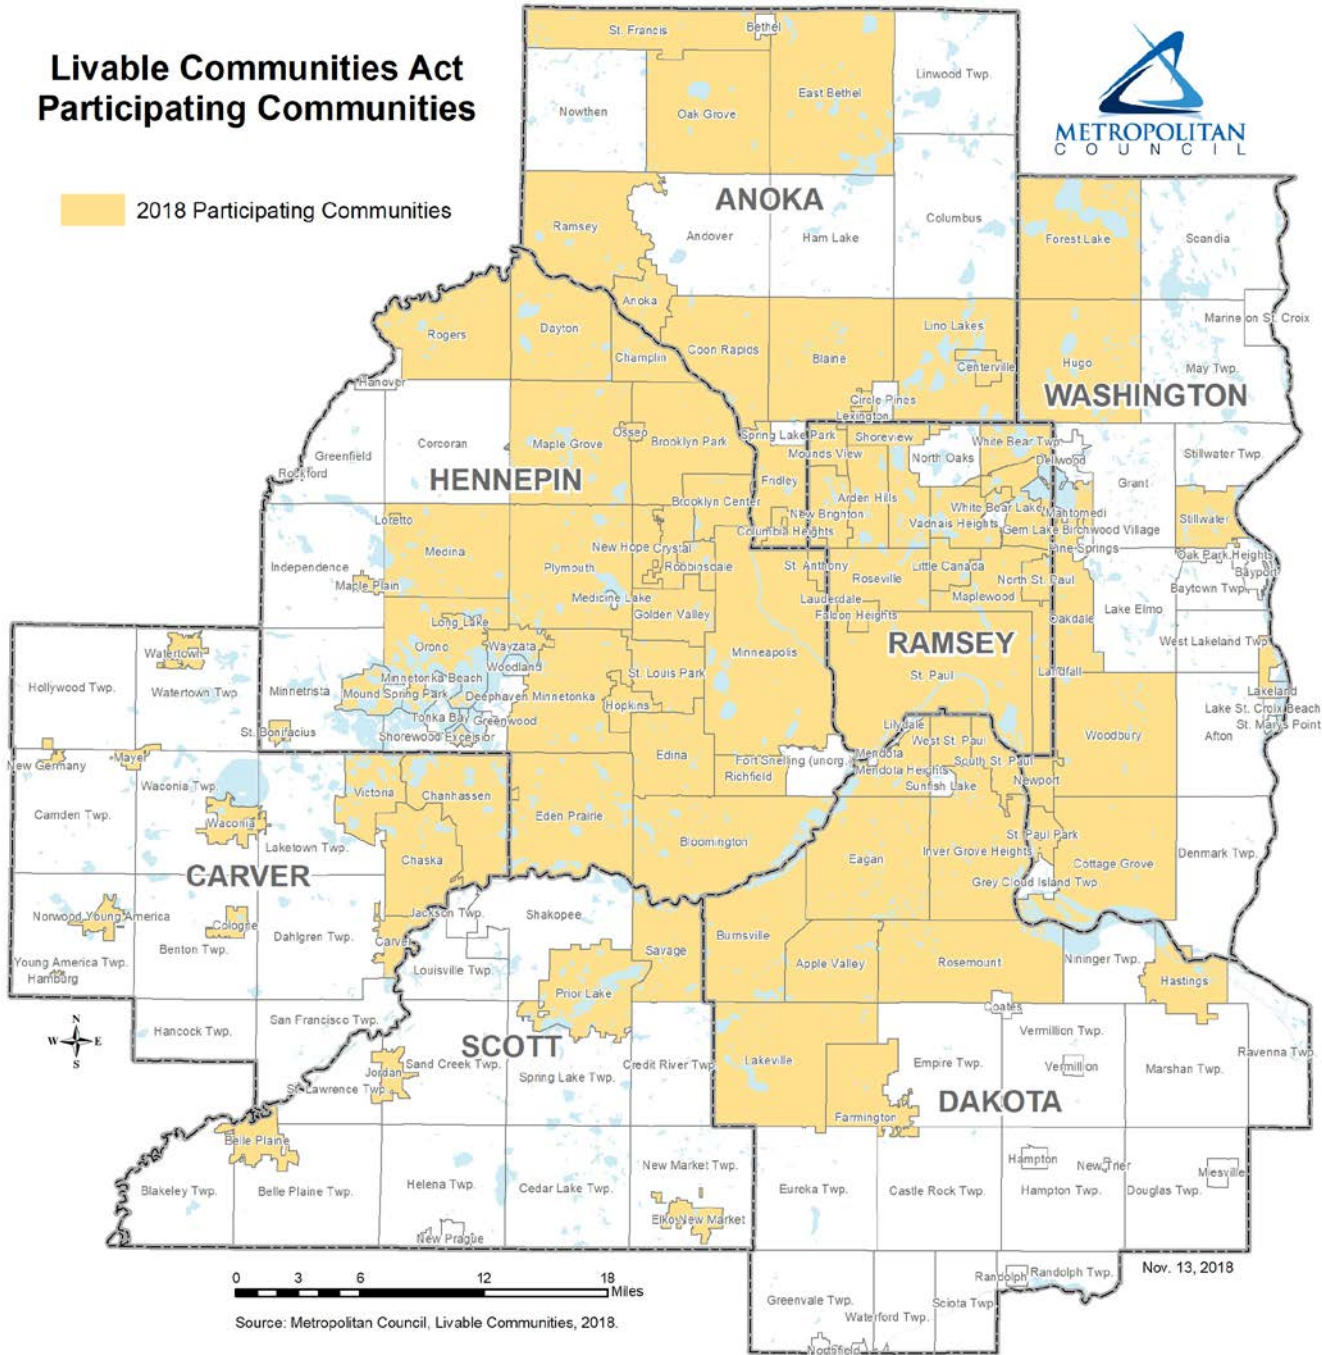 Livable Communities Act
Participating Communities
2018 Participating Communities
METROPOLITAN
COUNCIL
St. Francis
Bethel
Linwood Twp.
East Bethel
Nowthen
Oak Grove
ANOKA
Columbus
Ramsey
Andover
Ham Lake
Forest Lake
Scandia
Anoka
Marine on St. Croix
Rogers
Dayton
Lino Lakes
Champlin
Coon Rapids
Blaine
Hugo
May Twp.
Centerville
Hanover
WASHINGTON
Circle Pines
Lexington
Corcoran
Maple Grove
Osseo
Brooklyn Park
Spring Lake Park
Shoreview
White Bear Twp.
Greenfield
Mounds View
North Oaks
Stillwater Twp.
Dellwood
Rockford
HENNEPIN
Fridley
Grant
Brooklyn Center
Arden Hills
White Bear Lake
Mahtomedi
Loretto
New Brighton
Vadnais Heights
Stillwater
Columbia Heights
Gem Lake
Birchwood Village
Medina
New Hope
Crystal
Pine Springs
Oak Park Heights
Independence
Plymouth
Robbinsdale
St. Anthony
Little Canada
Bayport
Maple Plain
Roseville
North St. Paul
Baytown Twp.
Medicine Lake
Lauderdale
Maplewood
Lake Elmo
Golden Valley
Falcon Heights
Oakdale
Long Lake
RAMSEY
West Lakeland Twp.
Watertown
Orono
Wayzata
Minneapolis
Woodland
St. Louis Park
St. Paul
Landfall
Hollywood Twp.
Watertown Twp
Minnetrista
Minnetonka Beach
Mound
Spring Park
Deephaven
Minnetonka
Lakeland
Hopkins
Lake St. Croix Beach
Tonka Bay
Greenwood
Lilydale
St. Marys Point
St. Bonifacius
Shorewood
Excelsior
West St. Paul
Woodbury
Afton
Edina
Mendota
Mayer
Fort Snelling (unorg.)
South St. Paul
New Germany
Richfield
Mendota Heights
Newport
Waconia Twp.
Victoria
Chanhassen
Sunfish Lake
Camden Twp.
Waconia
Eden Prairie
Bloomington
St. Paul Park
Laketown Twp.
Chaska
Eagan
Inver Grove Heights
Cottage Grove
Denmark Twp.
CARVER
Grey Cloud Island Twp
Norwood Young America
Cologne
Jackson Twp.
Shakopee
Dahlgren Twp.
Carver
Savage
Burnsville
Benton Twp.
Young America Twp.
Louisville Twp.
Apple Valley
Rosemount
Nininger Twp.
Hamburg
Prior Lake
Hastings
San Francisco Twp.
Coates
Hancock Twp.
Vermillion Twp.
N
W E
S
SCOTT
Ravenna Twp.
Jordan
Sand Creek Twp.
Credit River Twp
Lakeville
Empire Twp.
Vermillion
Marshan Twp.
Spring Lake Twp.
St. Lawrence Twp.
DAKOTA
Farmington
Belle Plaine
New Market Twp.
Hampton
New Trier
Miesville
Blakeley Twp.
Belle Plaine Twp.
Helena Twp.
Cedar Lake Twp.
Eureka Twp.
Castle Rock Twp.
Hampton Twp.
Douglas Twp.
Elko New Market
New Prague
Nov. 13, 2018
Randolph
Randolph Twp.
0 3 6 12 18
Miles
Greenvale Twp.
Sciota Twp.
Waterford Twp.
Source: Metropolitan Council, Livable Communities, 2018.
Northfield